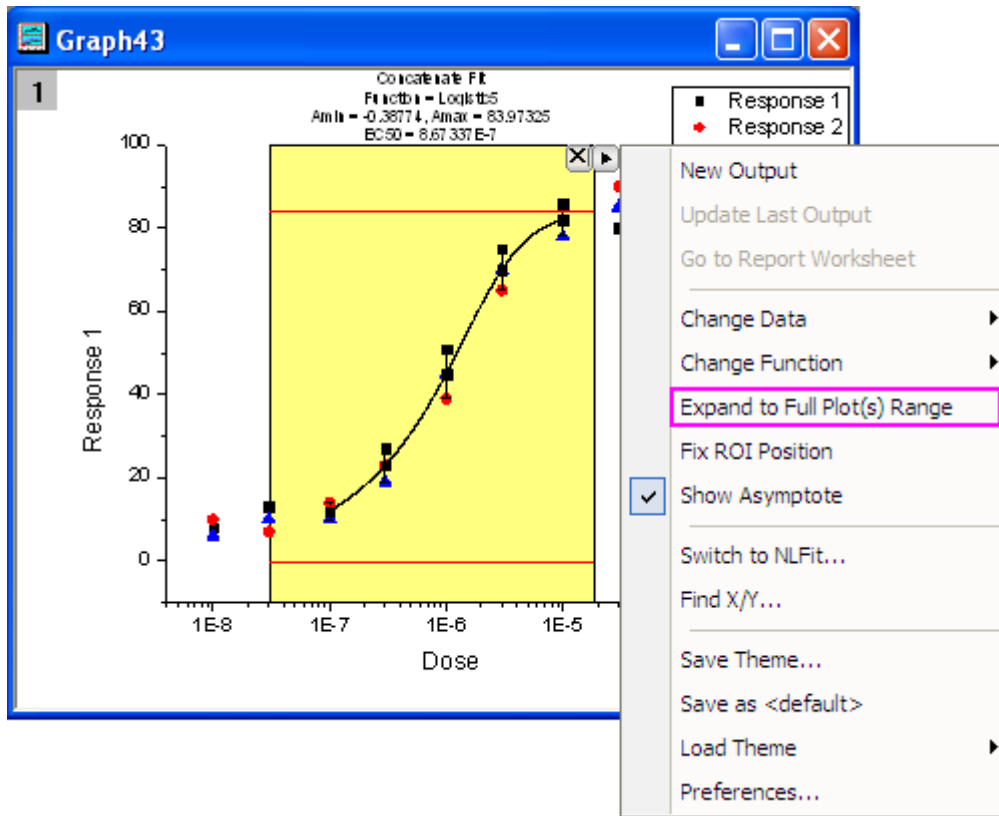 Graph43
1
Concatenate Fit
Function = Logistic5
Amin = -0.38774, Amax = 83.97325
EC50 = 8.67337E-7
Response 1
Response 2
100
80
60
40
20
0
Response 1
1E-8 1E-7 1E-6 1E-5
Dose
New Output
Update Last Output
Go to Report Worksheet
Change Data
Change Function
Expand to Full Plot(s) Range
Fix ROI Position
Show Asymptote
Switch to NLFit...
Find X/Y...
Save Theme...
Save as <default>
Load Theme
Preferences...